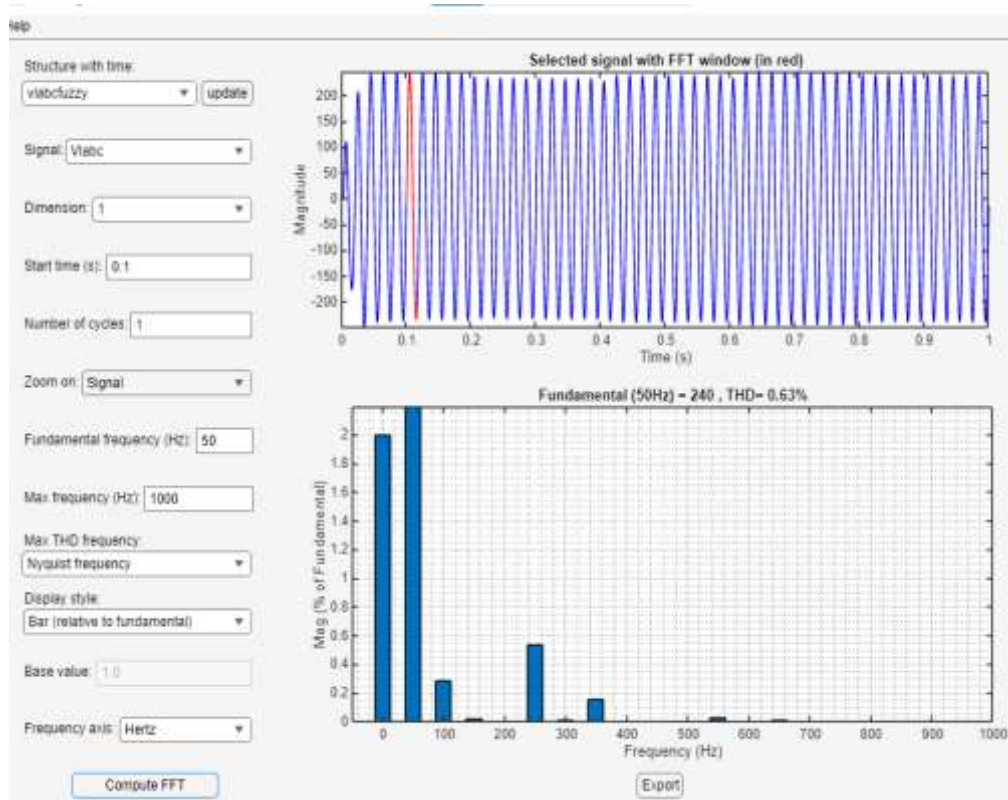 Help
Structure with time:
vlabcfuzzy update
Signal: Vlabc
Dimension: 1
Start time (s): 0.1
Number of cycles: 1
Zoom on: Signal
Fundamental frequency (Hz): 50
Max frequency (Hz): 1000
Max THD frequency:
Nyquist frequency
Display style:
Bar (relative to fundamental)
Base value: 1.0
Frequency axis: Hertz
Compute FFT
Selected signal with FFT window (in red)
Magnitude
200
150
100
50
0
-50
-100
-150
-200
0 0.1 0.2 0.3 0.4 0.5 0.6 0.7 0.8 0.9 1
Time (s)
Fundamental (50Hz) = 240 , THD= 0.63%
Mag (% of Fundamental)
2
1.8
1.6
1.4
1.2
1
0.8
0.6
0.4
0.2
0
0 100 200 300 400 500 600 700 800 900 1000
Frequency (Hz)
Export